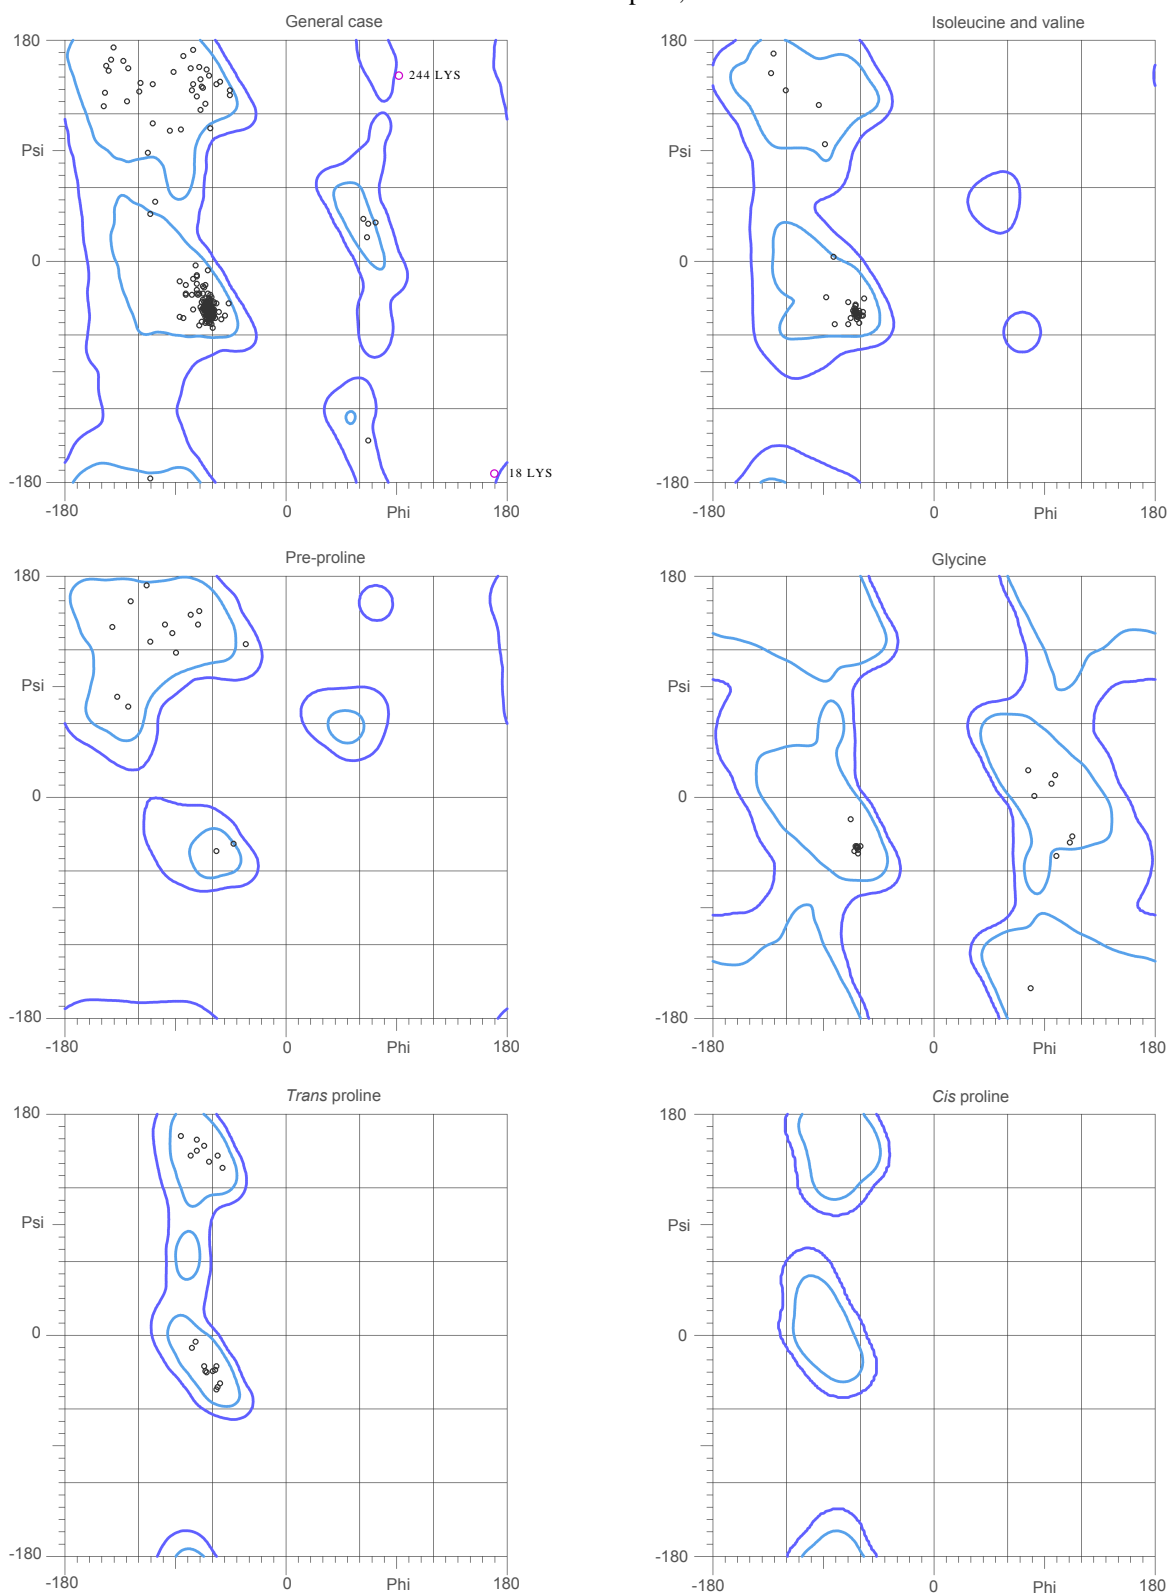 General case
180
Psi
0
-180
-180
0
Phi
180
244 LYS
18 LYS
Isoleucine and valine
180
Psi
0
-180
-180
0
Phi
180
Pre-proline
180
Psi
0
-180
-180
0
Phi
180
Glycine
180
Psi
0
-180
-180
0
Phi
180
Trans proline
180
Psi
0
-180
-180
0
Phi
180
Cis proline
180
Psi
0
-180
-180
0
Phi
180